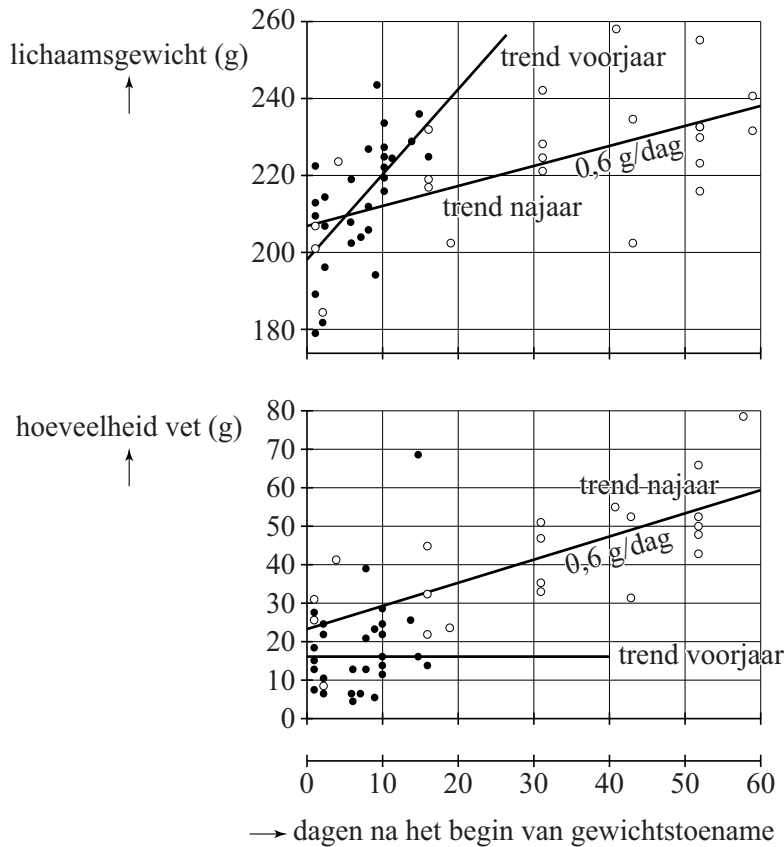 260
lichaamsgewicht (g)
trend voorjaar
240
0,6 g/dag
220
trend najaar
200
180
80
hoeveelheid vet (g)
70
60
trend najaar
50
0,6 g/dag
40
30
20
trend voorjaar
10
0
0 10 20 30 40 50 60
dagen na het begin van gewichtstoename